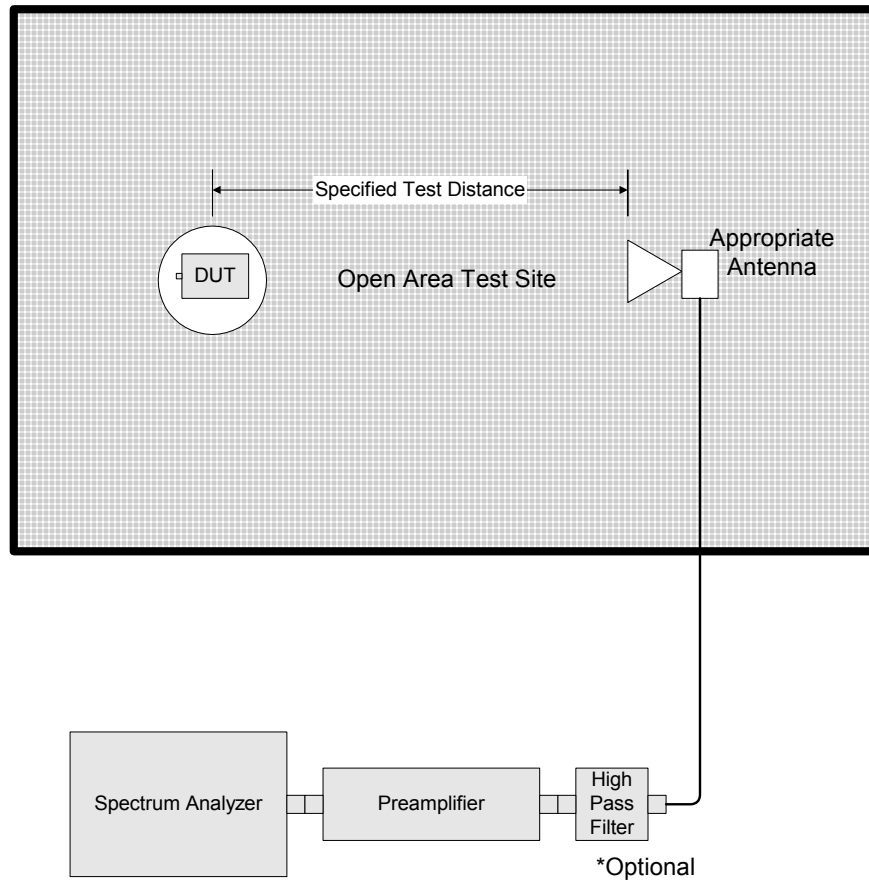 Specified Test Distance
DUT
Open Area Test Site
Appropriate
Antenna
Spectrum Analyzer
Preamplifier
High
Pass
Filter
*Optional